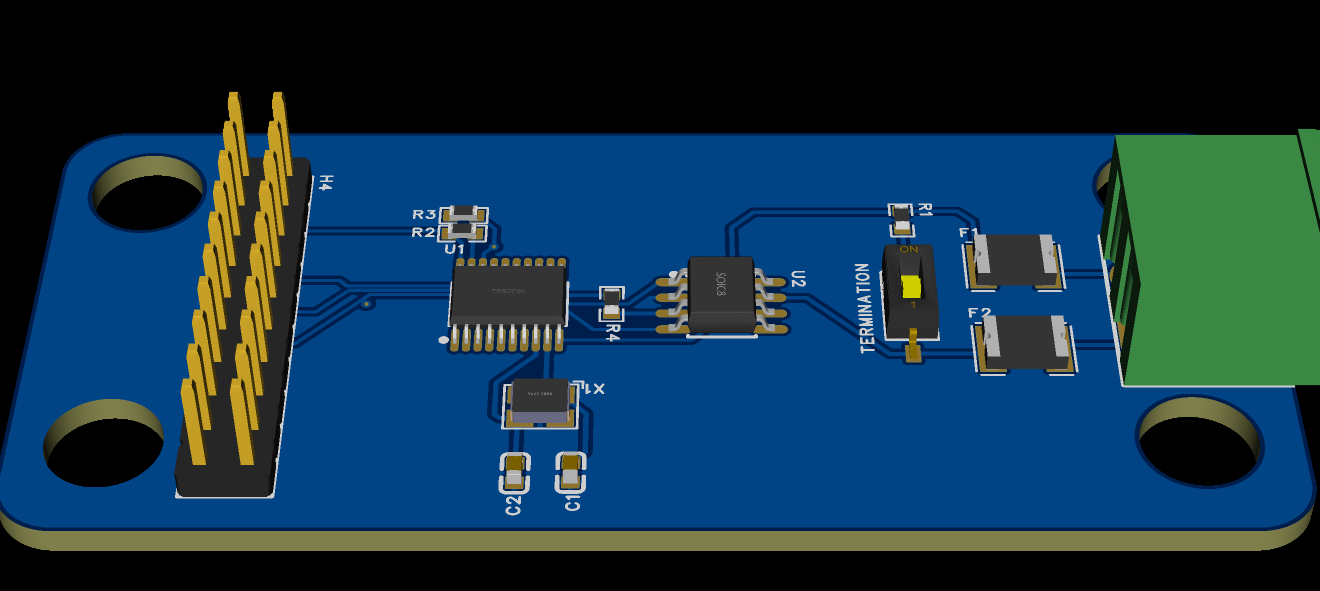 H4
R3
R2
U1
R4
SOIC8
U2
R1
ON
1
TERMINATION
F1
F2
X1
C2
C1